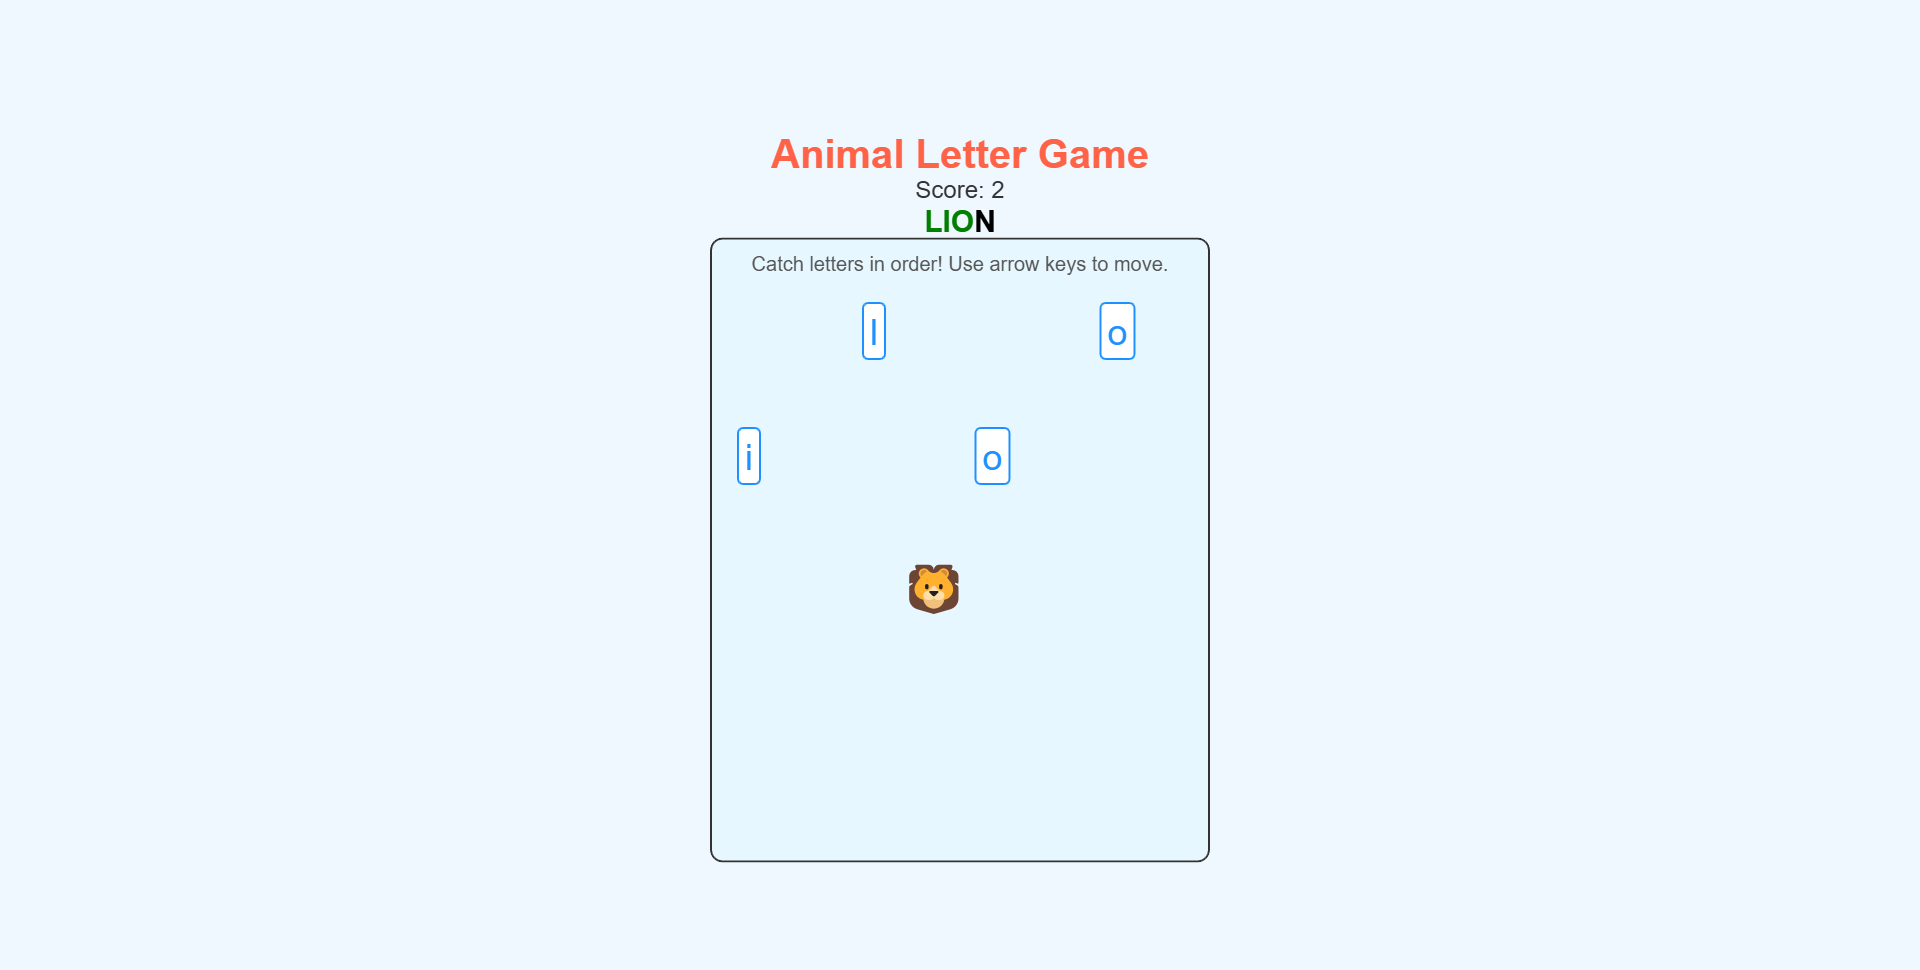 Animal Letter Game
Score: 2
LION
Catch letters in order! Use arrow keys to move.
l o
i o